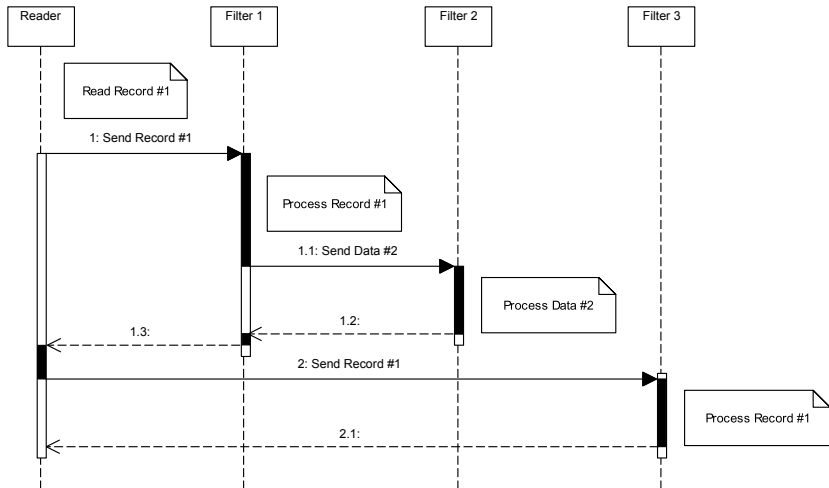 Reader
Filter 1
Filter 2
Filter 3
Read Record #1
1: Send Record #1
Process Record #1
1.1: Send Data #2
Process Data #2
1.2:
1.3:
2: Send Record #1
Process Record #1
2.1: